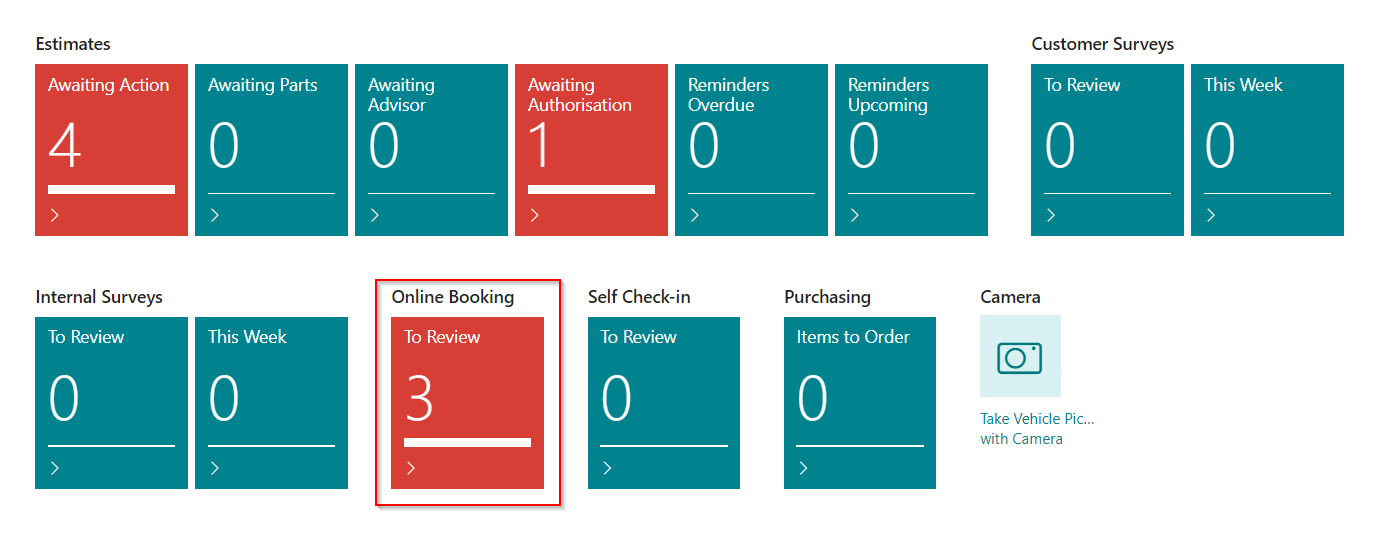 Estimates
Customer Surveys
Awaiting Action
Awaiting Parts
Awaiting
Advisor
Awaiting
Authorisation
Reminders
Overdue
Reminders
Upcoming
To Review
This Week
4
0
0
1
0
0
0
0
Internal Surveys
Online Booking
Self Check-in
Purchasing
Camera
To Review
This Week
To Review
To Review
Items to Order
0
0
3
0
0
Take Vehicle Pic...
with Camera